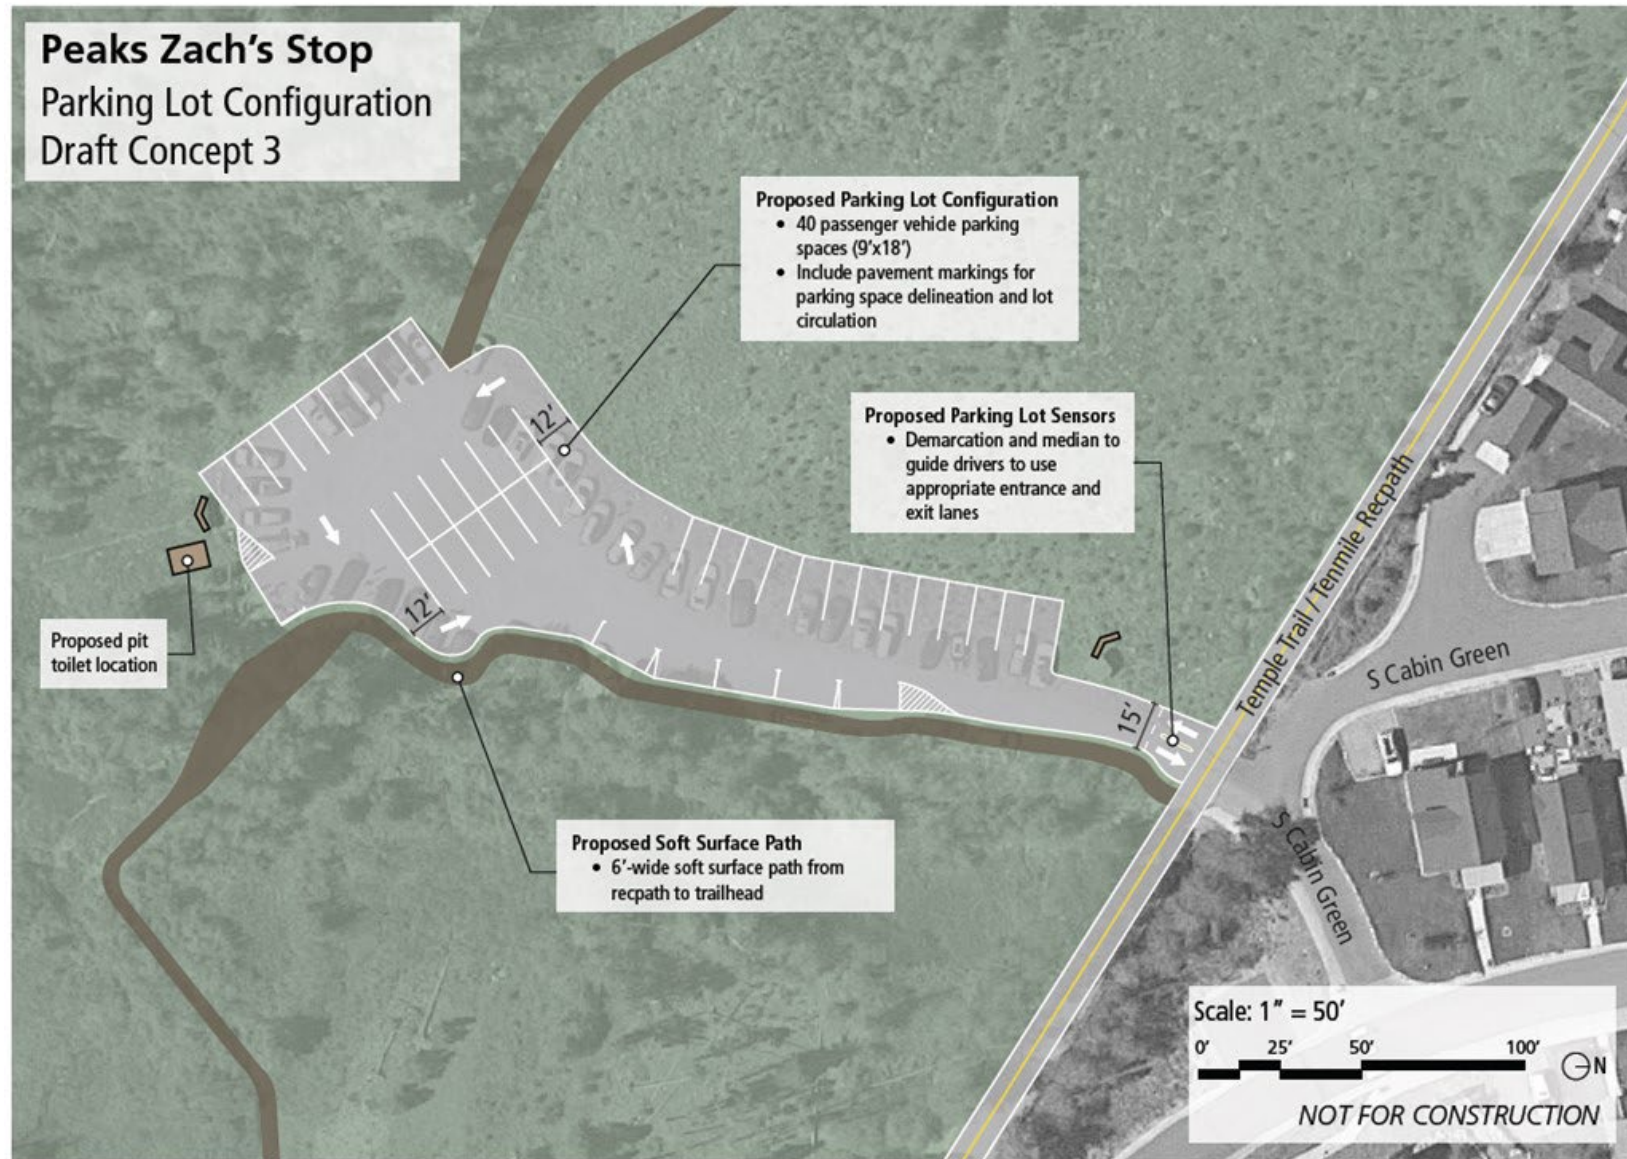 Peaks Zach's Stop
Parking Lot Configuration
Draft Concept 3
Proposed Parking Lot Configuration
• 40 passenger vehicle parking
spaces (9'x18')
• Include pavement markings for
parking space delineation and lot
circulation
Proposed Parking Lot Sensors
• Demarcation and median to
guide drivers to use
appropriate entrance and
exit lanes
12'
12'
15'
Proposed pit
toilet location
Temple Trail / Tenmile Recpath
S Cabin Green
S Cabin Green
Proposed Soft Surface Path
• 6'-wide soft surface path from
recpath to trailhead
Scale: 1" = 50'
0' 25' 50' 100'
N
NOT FOR CONSTRUCTION